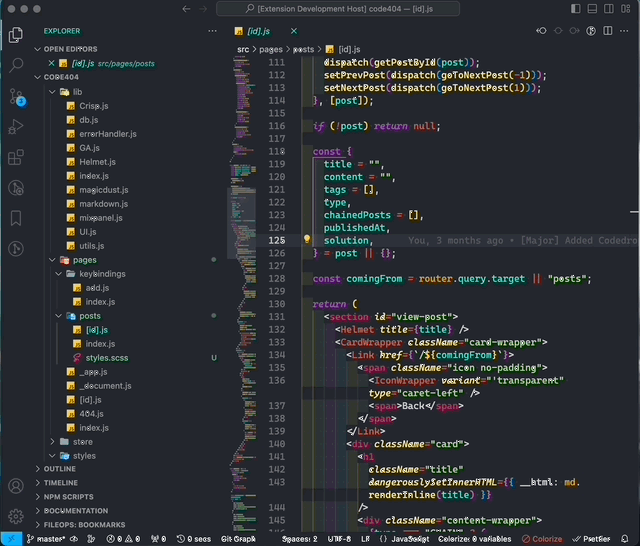 [Extension Development Host] code404 — [id].js
EXPLORER
OPEN EDITORS
[id].js src/pages/posts
CODE404
lib
Crisp.js
db.js
errorHandler.js
GA.js
Helmet.js
index.js
magicdust.js
markdown.js
mixpanel.js
UI.js
utils.js
pages
keybindings
add.js
index.js
posts
[id].js
index.js
styles.scss U
_app.js
_document.js
[id].js
404.js
index.js
store
styles
OUTLINE
TIMELINE
NPM SCRIPTS
DOCUMENTATION
FILEOPS: BOOKMARKS
[id].js
src > pages > posts > [id].js
111 dispatch(getPostById(post));
112 setPrevPost(dispatch(goToNextPost(-1)));
113 setNextPost(dispatch(goToNextPost(1)));
114 }, [post]);
115
116 if (!post) return null;
117
118 const {
119 title = "",
120 content = "",
121 tags = [],
122 type,
123 chainedPosts = [],
124 publishedAt,
125 solution, You, 3 months ago • [Major] Added Codedro
126 } = post || {};
127
128 const comingFrom = router.query.target || "posts";
129
130 return (
131 <section id="view-post">
132 <Helmet title={title} />
133 <CardWrapper className="card-wrapper">
134 <Link href={`/${comingFrom}`}>
135 <span className="icon no-padding">
136 <IconWrapper variant="transparent"
type="caret-left" />
137 <span>Back</span>
138 </span>
139 </Link>
140 <div className="card">
141 <h1
142 className="title"
143 dangerouslySetInnerHTML={{ __html: md.
renderInline(title) }}
144 />
145 <div className="content-wrapper">
146
master* 0 0 0 0 secs Git Graph Spaces: 2 UTF-8 LF {} JavaScript Colorize: 0 variables Colorize Prettier